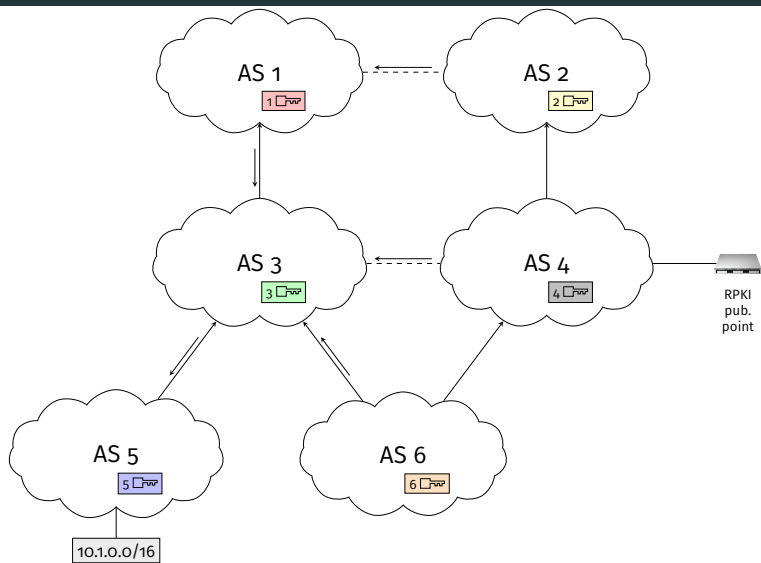 AS 1
1
AS 2
2
AS 3
3
AS 4
4
RPKI
pub.
point
AS 5
5
AS 6
6
10.1.0.0/16